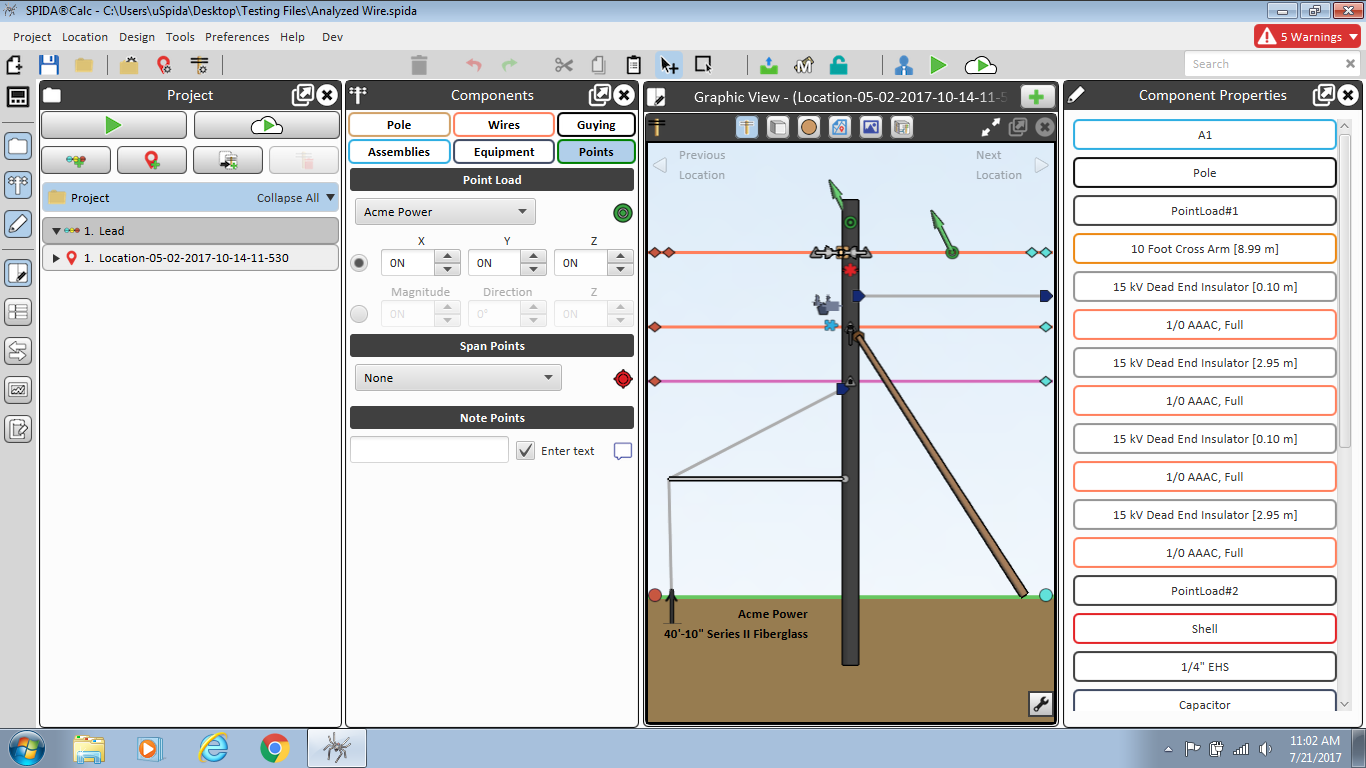 SPIDA®Calc - C:\Users\uSpida\Desktop\Testing Files\Analyzed Wire.spida
Project Location Design Tools Preferences Help Dev
5 Warnings
Search
Project
Project Collapse All
1. Lead
1. Location-05-02-2017-10-14-11-530
Components
Pole Wires Guying
Assemblies Equipment Points
Point Load
Acme Power
X Y Z
0N 0N 0N
Magnitude Direction Z
0N 0° 0N
Span Points
None
Note Points
Enter text
Graphic View - (Location-05-02-2017-10-14-11-5
Previous
Location
Next
Location
Acme Power
40'-10" Series II Fiberglass
Component Properties
A1
Pole
PointLoad#1
10 Foot Cross Arm [8.99 m]
15 kV Dead End Insulator [0.10 m]
1/0 AAAC, Full
15 kV Dead End Insulator [2.95 m]
1/0 AAAC, Full
15 kV Dead End Insulator [0.10 m]
1/0 AAAC, Full
15 kV Dead End Insulator [2.95 m]
1/0 AAAC, Full
PointLoad#2
Shell
1/4" EHS
Capacitor
11:02 AM
7/21/2017